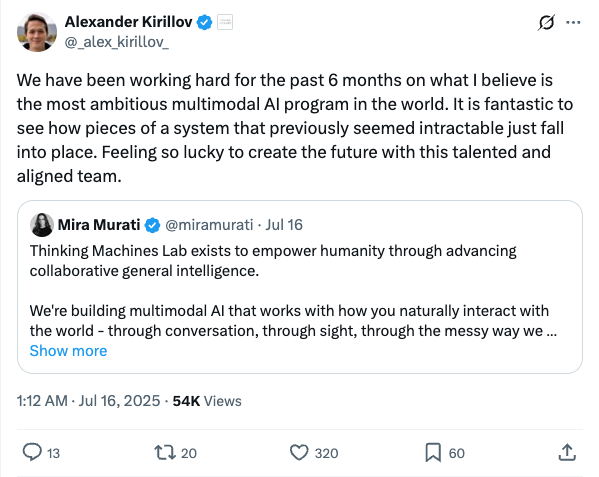 Alexander Kirillov
@_alex_kirillov_
We have been working hard for the past 6 months on what I believe is
the most ambitious multimodal AI program in the world. It is fantastic to
see how pieces of a system that previously seemed intractable just fall
into place. Feeling so lucky to create the future with this talented and
aligned team.
Mira Murati @miramurati · Jul 16
Thinking Machines Lab exists to empower humanity through advancing
collaborative general intelligence.
We're building multimodal AI that works with how you naturally interact with
the world - through conversation, through sight, through the messy way we ...
Show more
1:12 AM · Jul 16, 2025 · 54K Views
13 20 320 60